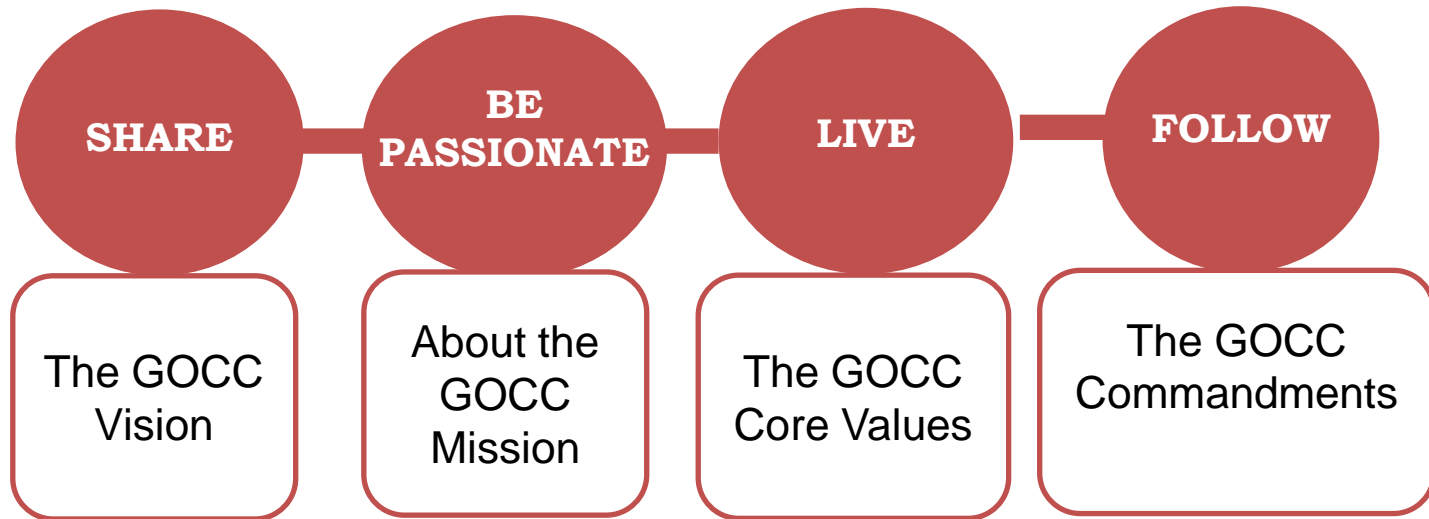 SHARE
The GOCC
Vision
BE
PASSIONATE
About the
GOCC
Mission
LIVE
The GOCC
Core Values
FOLLOW
The GOCC
Commandments